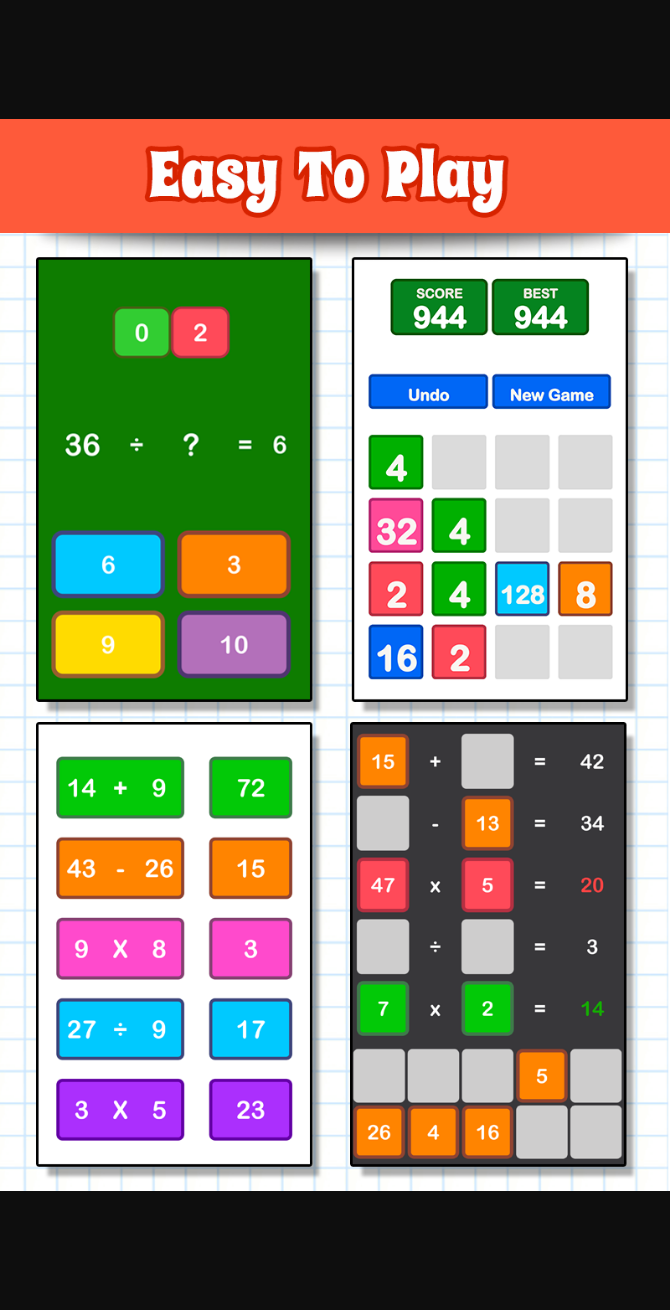 Easy To Play
0 2
36 ÷ ? = 6
6 3
9 10
SCORE BEST
944 944
Undo New Game
4
32 4
2 4 128 8
16 2
14 + 9 72
43 - 26 15
9 X 8 3
27 ÷ 9 17
3 X 5 23
15 + = 42
- 13 = 34
47 x 5 = 20
÷ = 3
7 x 2 = 14
5
26 4 16